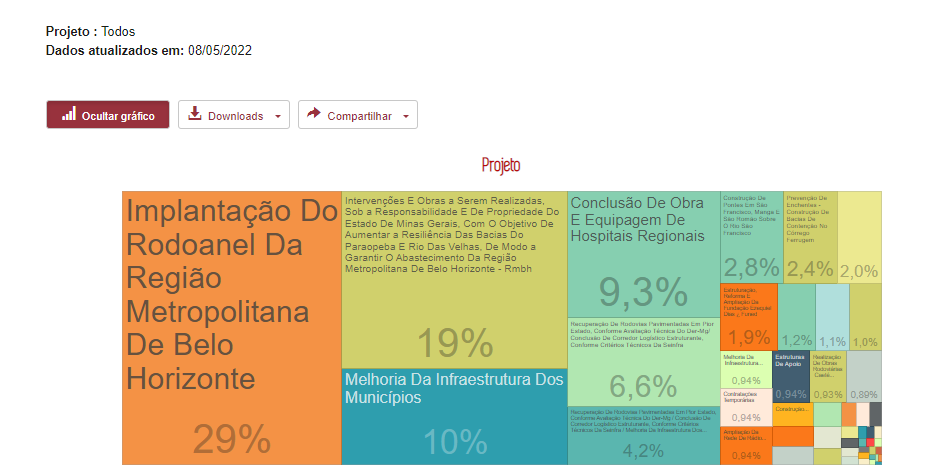 Projeto : Todos
Dados atualizados em: 08/05/2022
Ocultar gráfico
Downloads
Compartilhar
Projeto
Implantação Do
Rodoanel Da
Região
Metropolitana
De Belo
Horizonte
29%
Intervenções E Obras a Serem Realizadas,
Sob a Responsabilidade E De Propriedade Do
Estado De Minas Gerais, Com O Objetivo De
Aumentar a Resiliência Das Bacias Do
Paraopeba E Rio Das Velhas, De Modo a
Garantir O Abastecimento Da Região
Metropolitana De Belo Horizonte - Rmbh
19%
Melhoria Da Infraestrutura Dos
Municípios
10%
Conclusão De Obra
E Equipagem De
Hospitais Regionais
9,3%
Recuperação De Rodovias Pavimentadas Em Pior
Estado, Conforme Avaliação Técnica Do Der-Mg/
Conclusão De Corredor Logístico Estruturante,
Conforme Critérios Técnicos Da Seinfra
6,6%
Recuperação De Rodovias Pavimentadas Em Pior Estado,
Conforme Avaliação Técnica Do Der-Mg / Conclusão De
Corredor Logístico Estruturante, Conforme Critérios
Técnicos Da Seinfra / Melhoria Da Infraestrutura Dos...
4,2%
Construção De
Pontes Em São
Francisco, Manga E
São Romão Sobre
O Rio São
Francisco
2,8%
Prevenção De
Enchentes -
Construção De
Bacias De
Contenção No
Córrego
Ferrugem
2,4%
2,0%
Estruturação,
Reforma E
Ampliação Da
Fundação Ezequiel
Dias
1,9%
1,2%
1,1%
1,0%
Melhoria Da
Infraestrutura...
0,94%
Estruturas
De Apoio
0,94%
Realização
De Obras
Rodoviárias
0,93%
0,89%
Contratações
Temporárias
0,94%
Construção...
Ampliação Da
Rede De Rádio...
0,94%